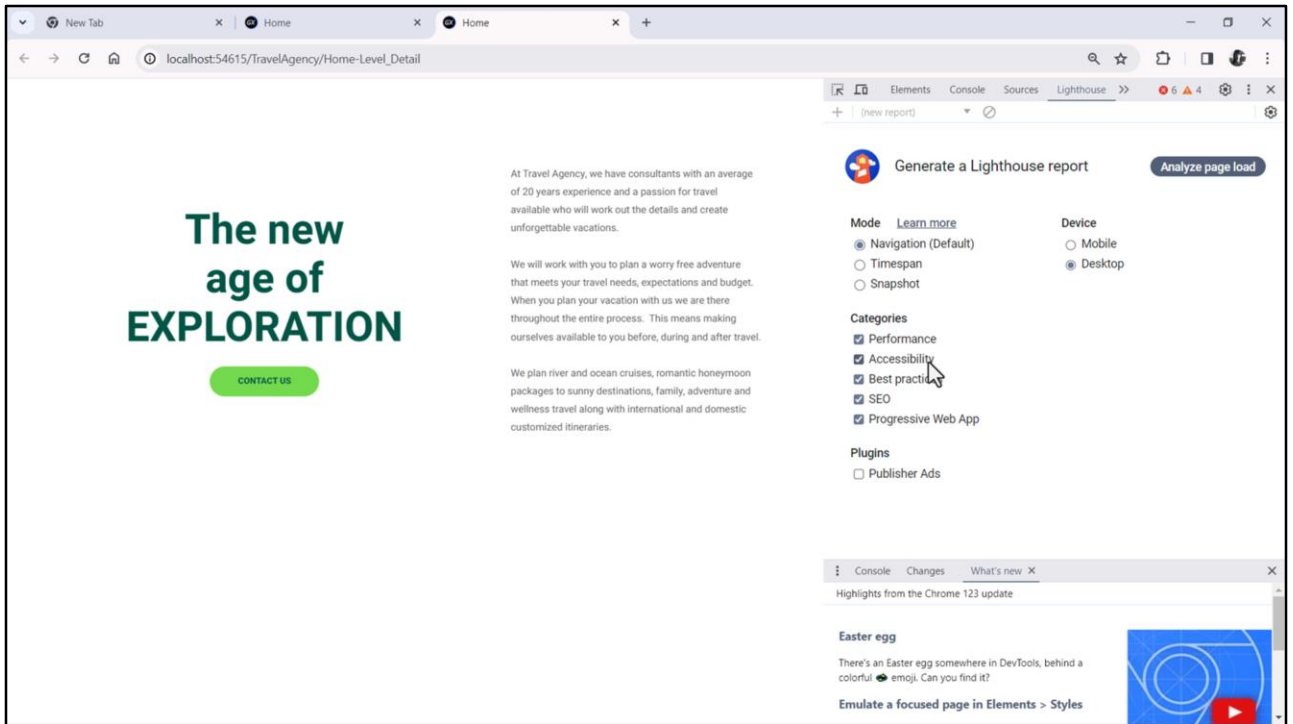 New Tab
Home
Home
localhost:54615/TravelAgency/Home-Level_Detail
Elements Console Sources Lighthouse 6 4
(new report)
Generate a Lighthouse report
Analyze page load
Mode Learn more
Navigation (Default)
Timespan
Snapshot
Device
Mobile
Desktop
Categories
Performance
Accessibility
SEO
Progressive Web App
Plugins
Publisher Ads
The new
age of
EXPLORATION
CONTACT US
At Travel Agency, we have consultants with an average
of 20 years experience and a passion for travel
available who will work out the details and create
unforgettable vacations.
We will work with you to plan a worry free adventure
that meets your travel needs, expectations and budget.
When you plan your vacation with us we are there
throughout the entire process. This means making
ourselves available to you before, during and after travel.
We plan river and ocean cruises, romantic honeymoon
packages to sunny destinations, family, adventure and
wellness travel along with international and domestic
customized itineraries.
Console Changes What's new
Highlights from the Chrome 123 update
Easter egg
There's an Easter egg somewhere in DevTools, behind a
colorful emoji. Can you find it?
Emulate a focused page in Elements > Styles